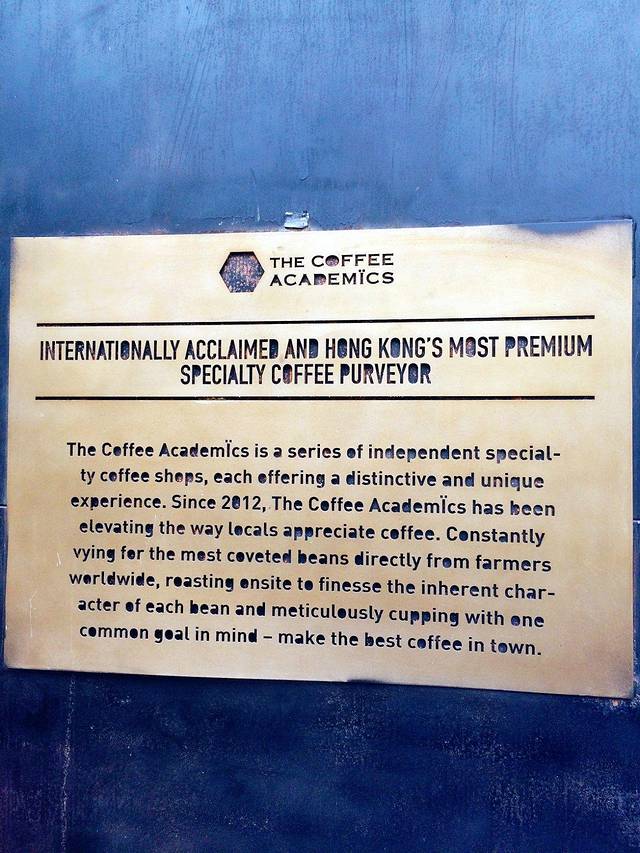 THE COFFEE
ACADEMÏCS
INTERNATIONALLY ACCLAIMED AND HONG KONG'S MOST PREMIUM
SPECIALTY COFFEE PURVEYOR
The Coffee AcademÏcs is a series of independent special-
ty coffee shops, each offering a distinctive and unique
experience. Since 2012, The Coffee AcademÏcs has been
elevating the way locals appreciate coffee. Constantly
vying for the most coveted beans directly from farmers
worldwide, roasting onsite to finesse the inherent char-
acter of each bean and meticulously cupping with one
common goal in mind – make the best coffee in town.